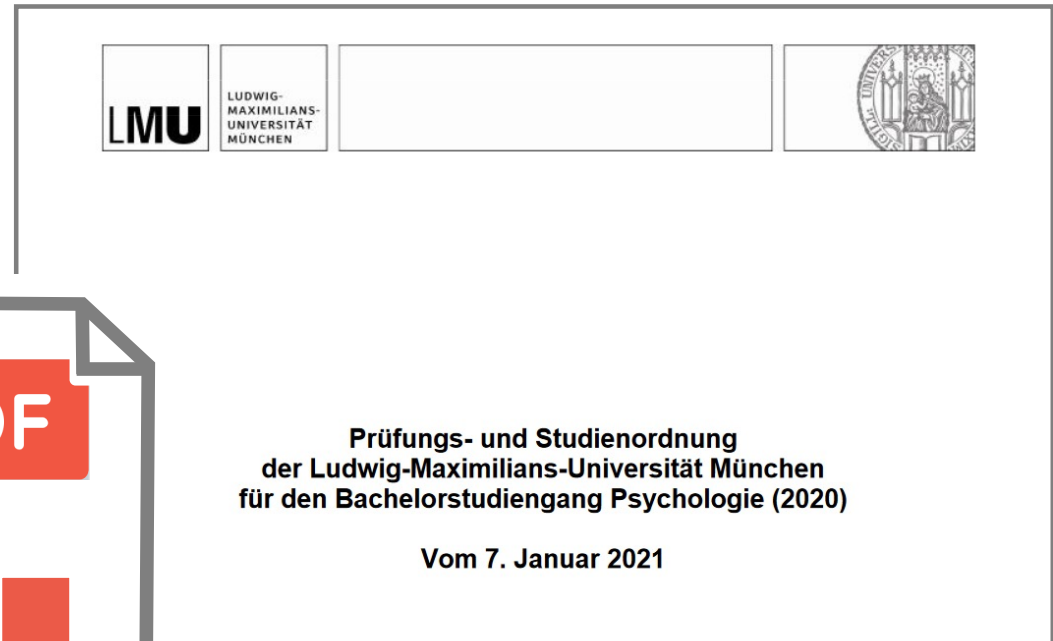 LMU
LUDWIG-
MAXIMILIANS-
UNIVERSITÄT
MÜNCHEN
Prüfungs- und Studienordnung
der Ludwig-Maximilians-Universität München
für den Bachelorstudiengang Psychologie (2020)
Vom 7. Januar 2021